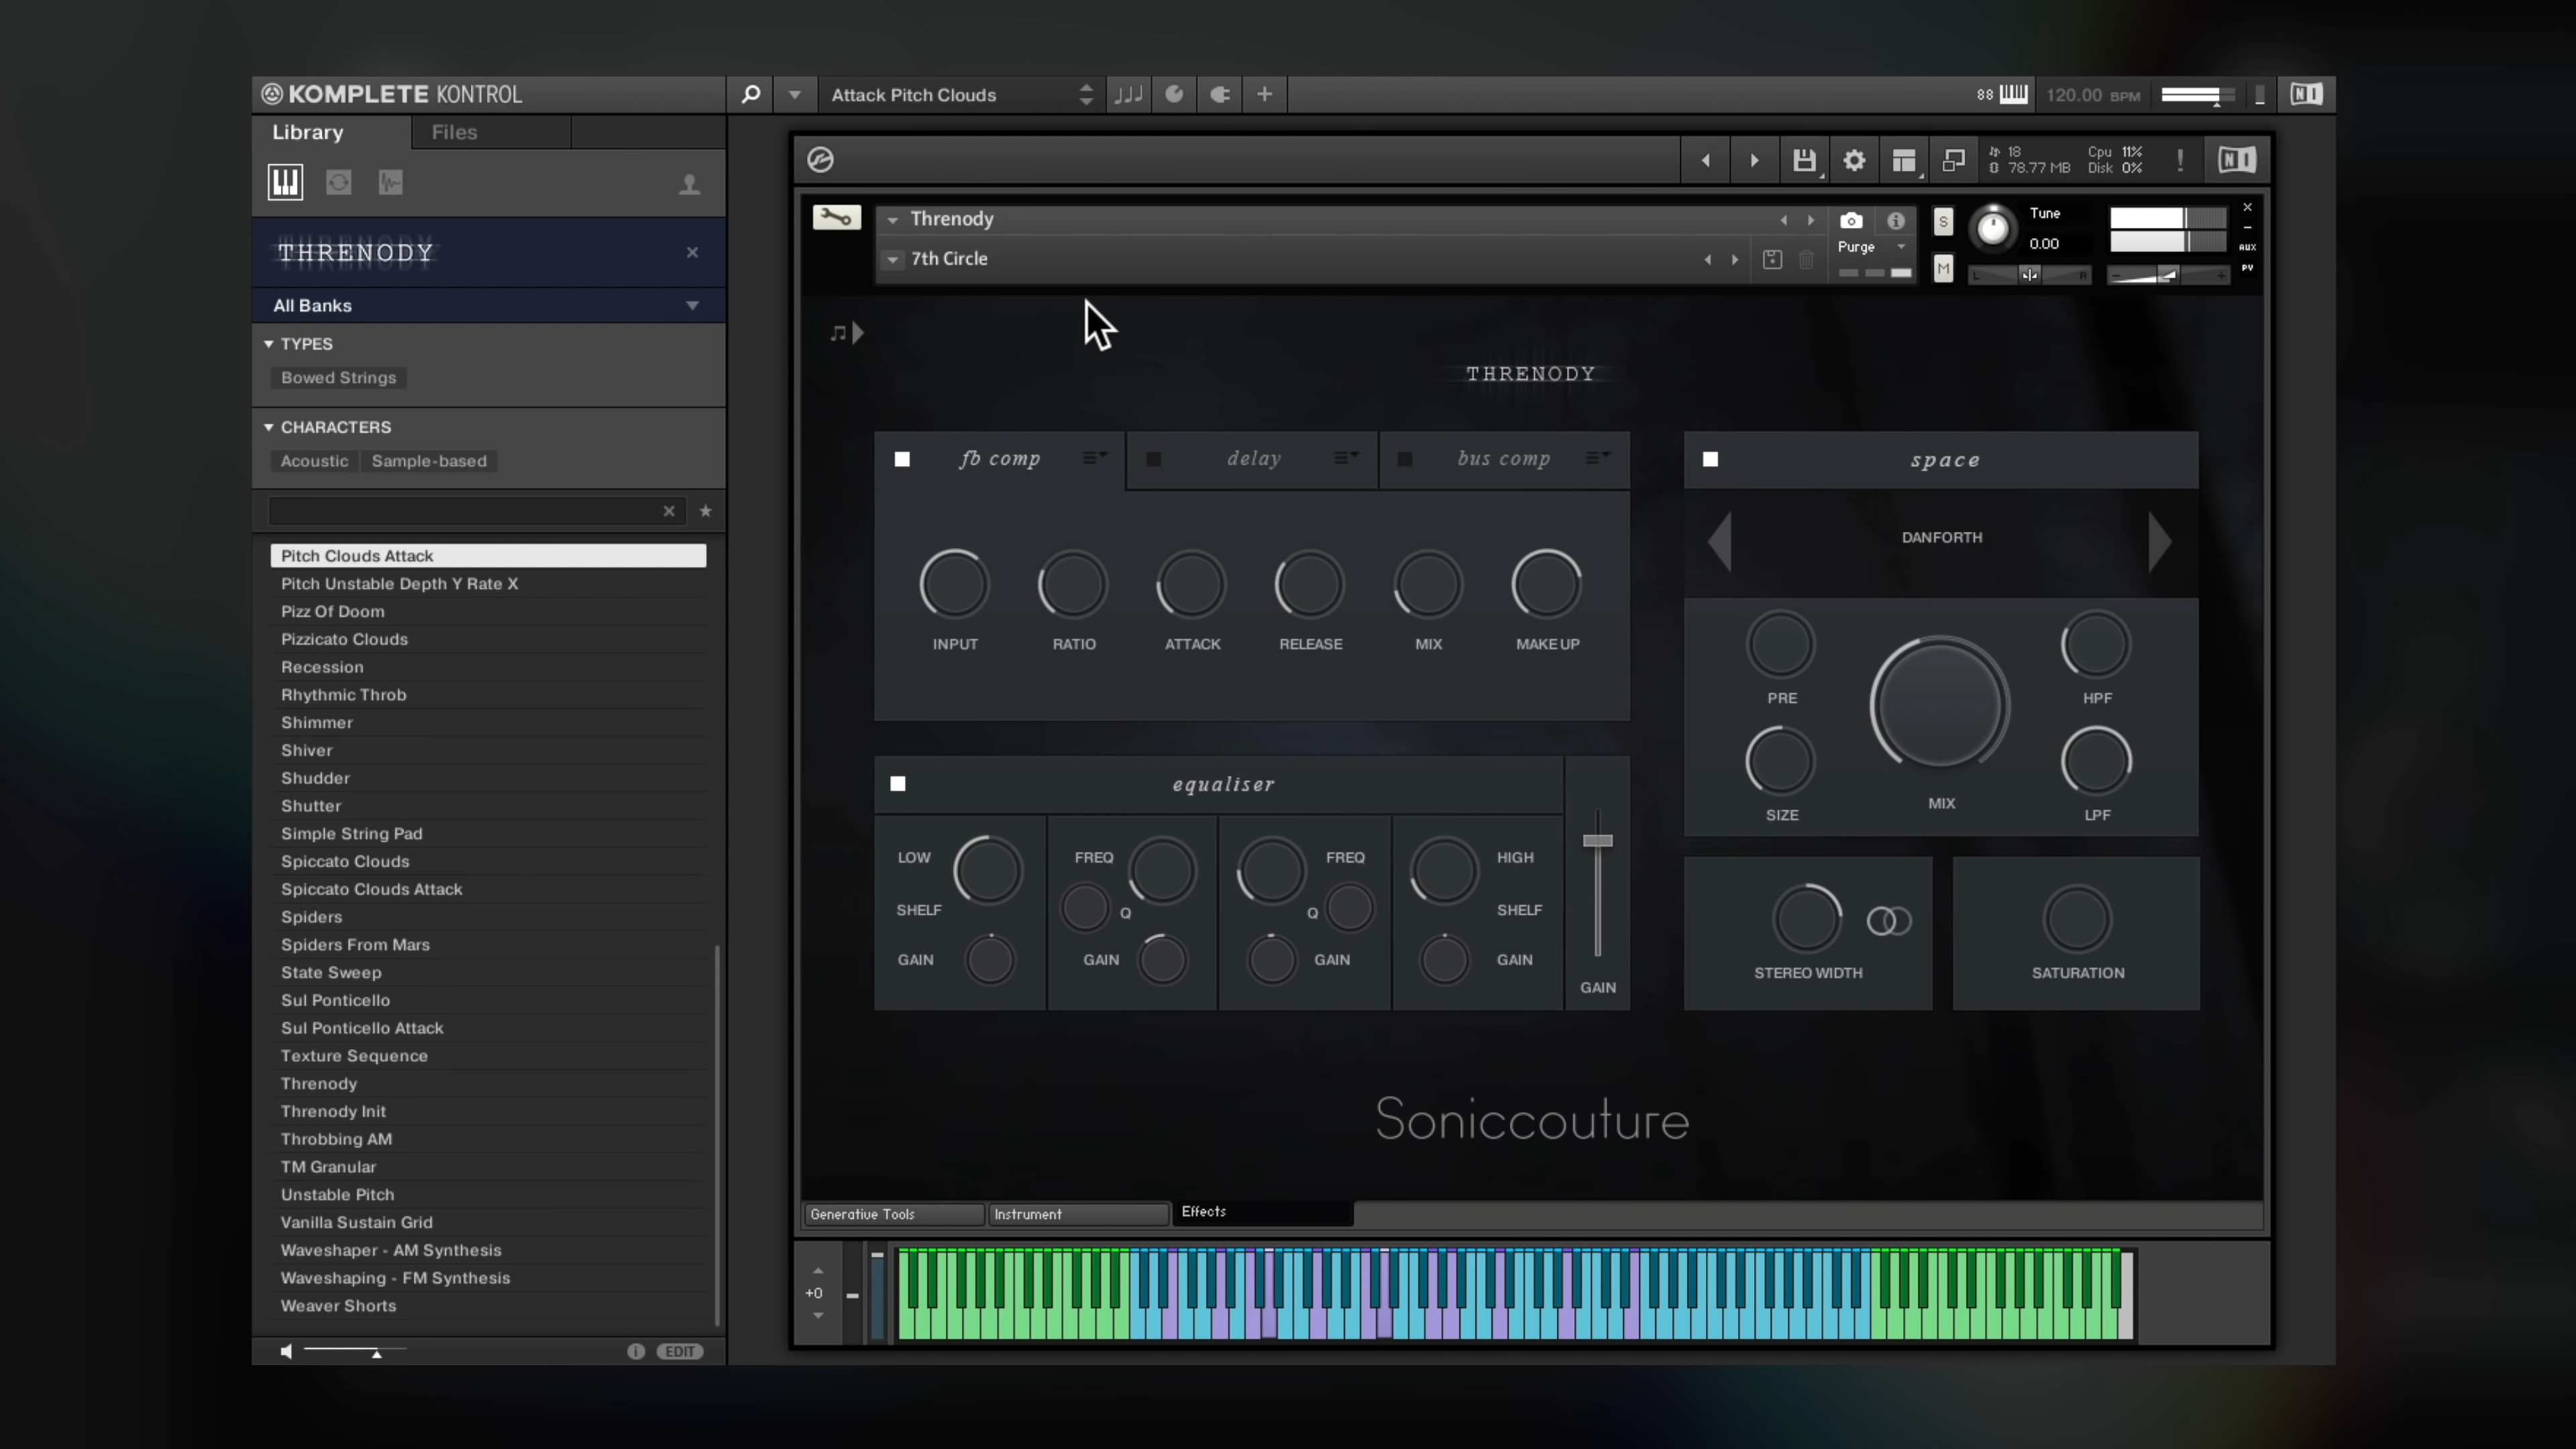 KOMPLETE KONTROL
Attack Pitch Clouds
88
120.00 BPM
Library
Files
THRENODY
All Banks
TYPES
Bowed Strings
CHARACTERS
Acoustic Sample-based
Pitch Clouds Attack
Pitch Unstable Depth Y Rate X
Pizz Of Doom
Pizzicato Clouds
Recession
Rhythmic Throb
Shimmer
Shiver
Shudder
Shutter
Simple String Pad
Spiccato Clouds
Spiccato Clouds Attack
Spiders
Spiders From Mars
State Sweep
Sul Ponticello
Sul Ponticello Attack
Texture Sequence
Threnody
Threnody Init
Throbbing AM
TM Granular
Unstable Pitch
Vanilla Sustain Grid
Waveshaper - AM Synthesis
Waveshaping - FM Synthesis
Weaver Shorts
EDIT
18
78.77 MB
Cpu 11%
Disk 0%
Threnody
7th Circle
Purge
S
M
Tune
0.00
L R
AUX
PV
THRENODY
fb comp
delay
bus comp
INPUT RATIO ATTACK RELEASE MIX MAKE UP
space
DANFORTH
PRE
HPF
SIZE
MIX
LPF
equaliser
LOW
SHELF
GAIN
FREQ
Q
GAIN
FREQ
Q
GAIN
HIGH
SHELF
GAIN
GAIN
STEREO WIDTH
SATURATION
Soniccouture
Generative Tools
Instrument
Effects
+0